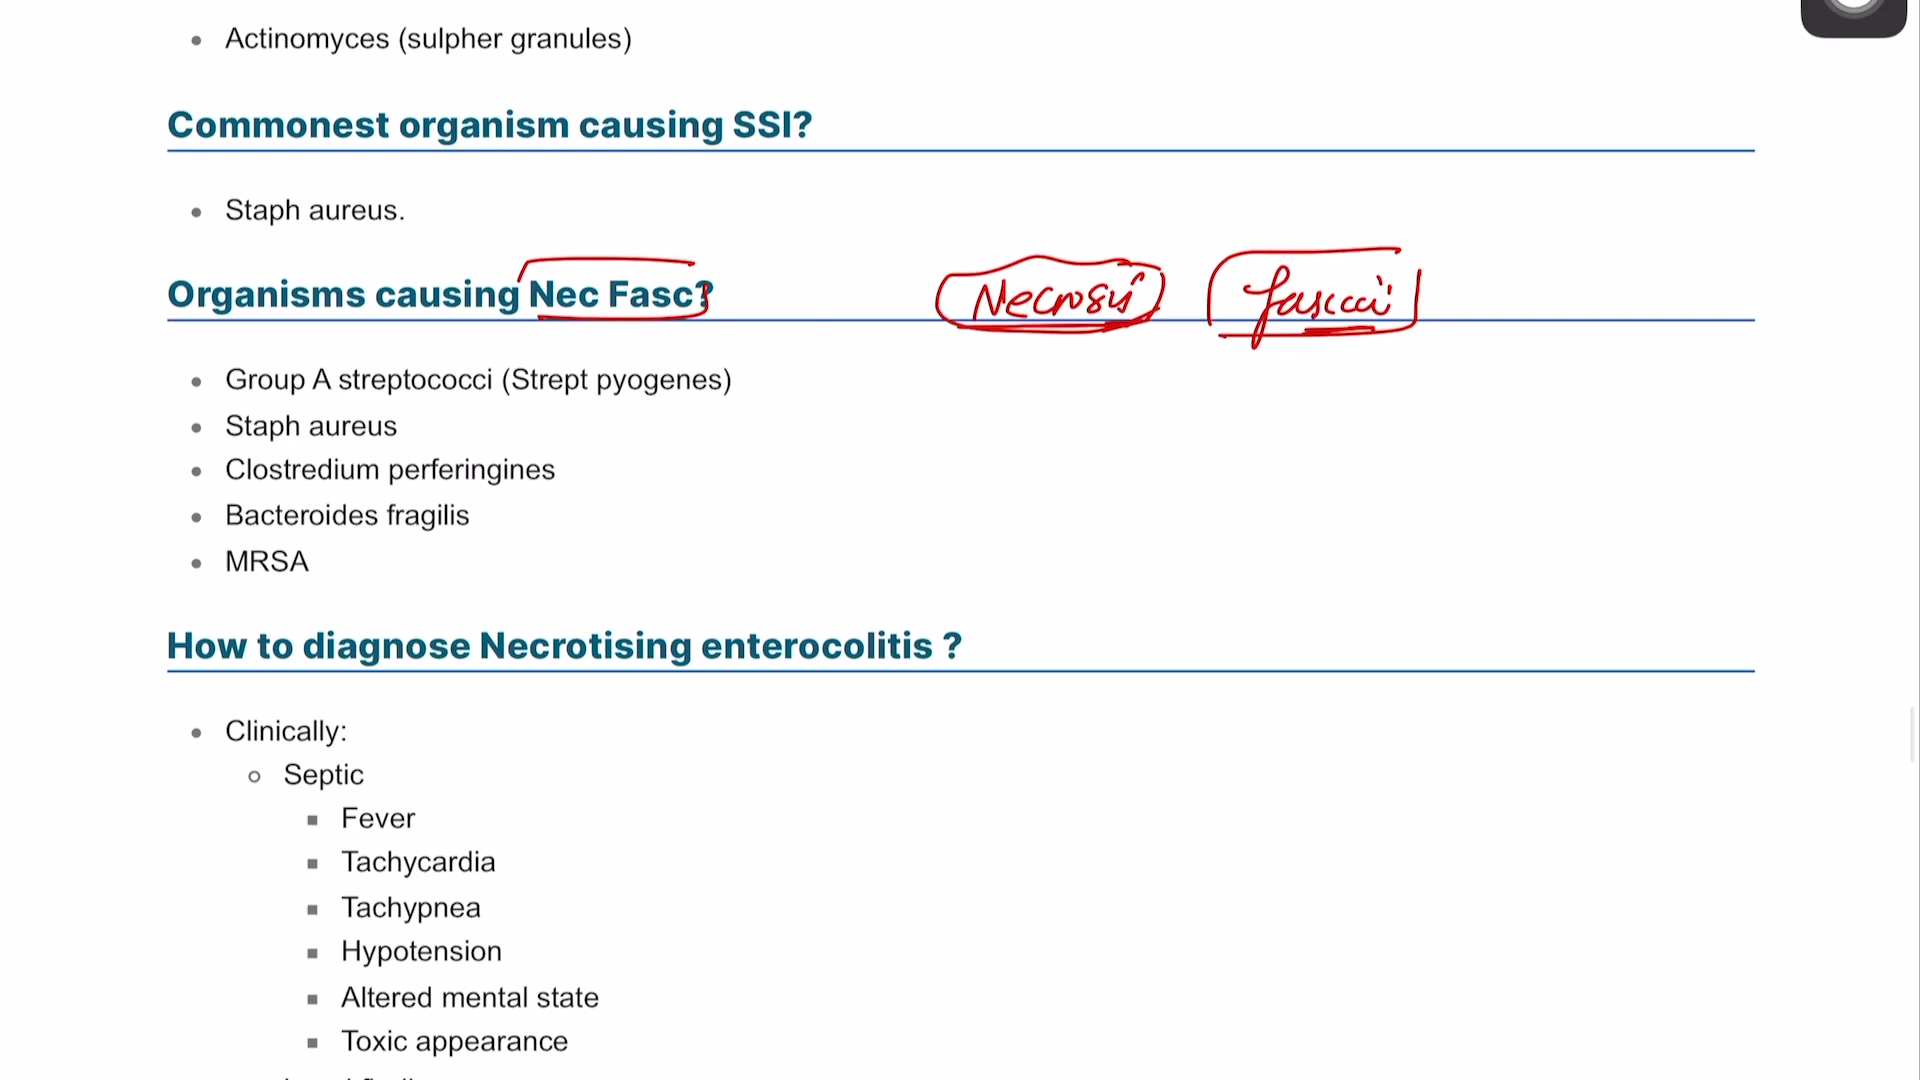 Actinomyces (sulpher granules)
Commonest organism causing SSI?
Staph aureus.
Organisms causing Nec Fasc? Necrosis fascci
Group A streptococci (Strept pyogenes)
Staph aureus
Clostredium perferingines
Bacteroides fragilis
MRSA
How to diagnose Necrotising enterocolitis ?
Clinically:
Septic
Fever
Tachycardia
Tachypnea
Hypotension
Altered mental state
Toxic appearance